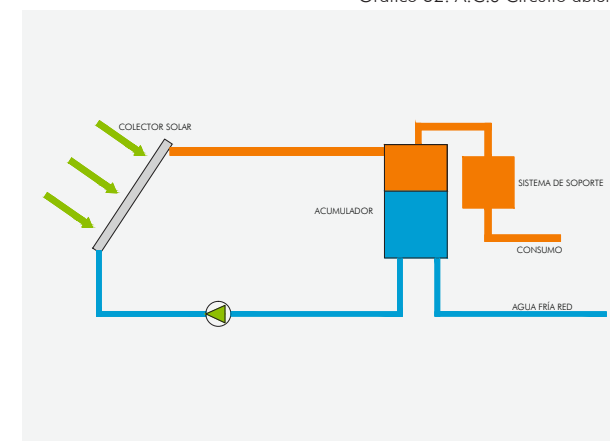 COLECTOR SOLAR
SISTEMA DE SOPORTE
ACUMULADOR
CONSUMO
AGUA FRÍA RED